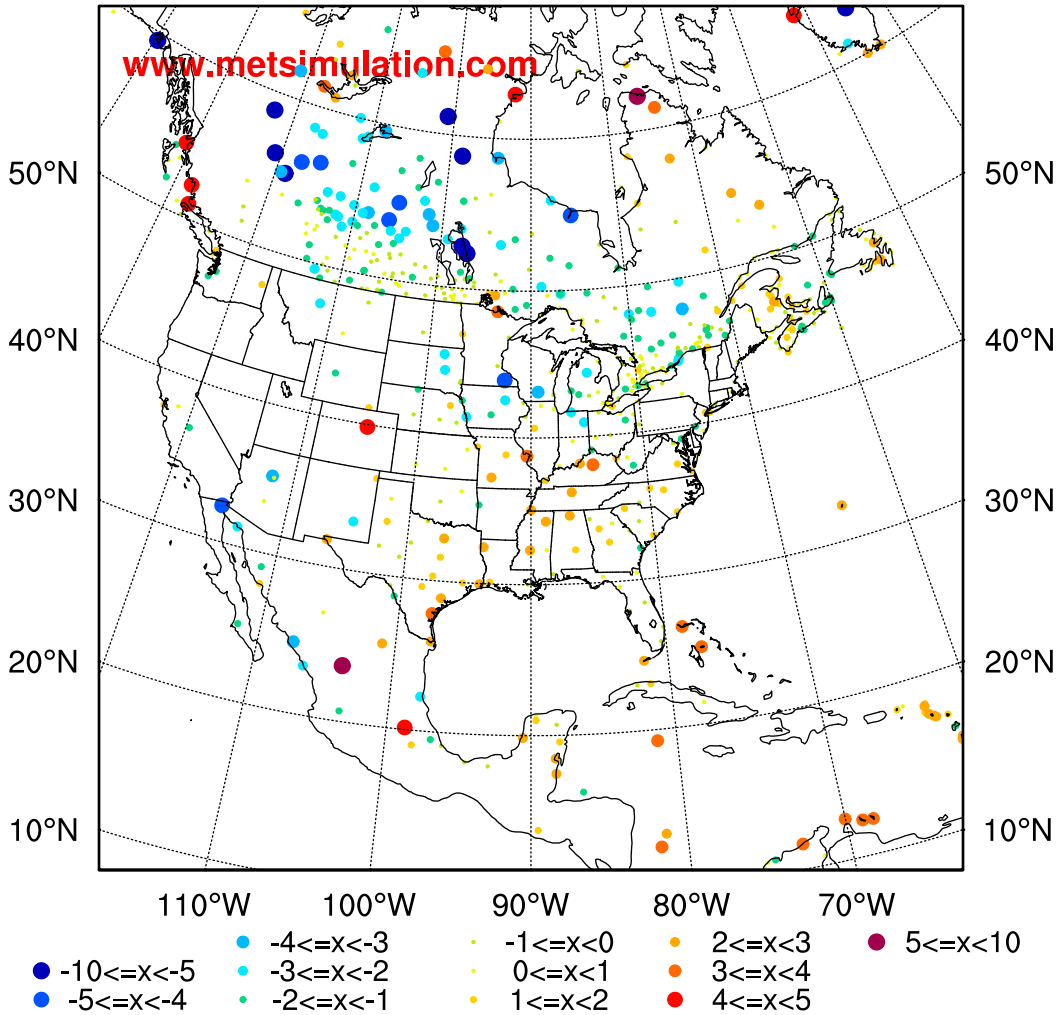 www.metsimulation.com
50°N 50°N
40°N 40°N
30°N 30°N
20°N 20°N
10°N 10°N
110°W 100°W 90°W 80°W 70°W
-4<=x<-3 -1<=x<0 2<=x<3 5<=x<10
-10<=x<-5 -3<=x<-2 0<=x<1 3<=x<4
-5<=x<-4 -2<=x<-1 1<=x<2 4<=x<5